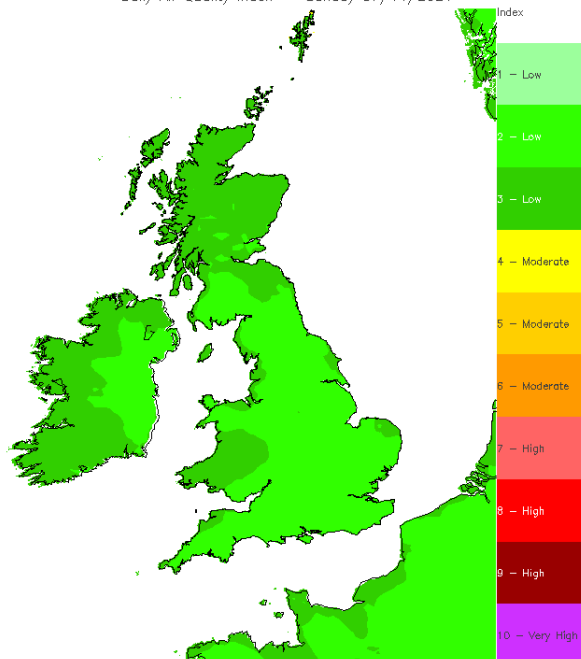 Index
1 - Low
2 - Low
3 - Low
4 - Moderate
5 - Moderate
6 - Moderate
7 - High
8 - High
9 - High
10 - Very High